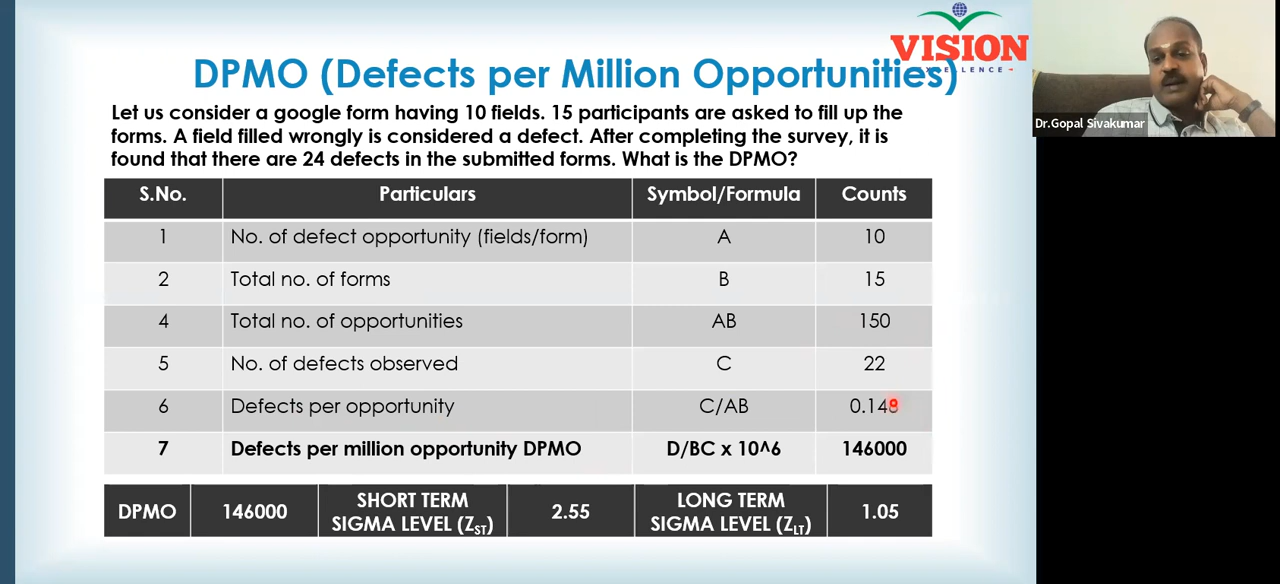 VISION
DPMO (Defects per Million Opportunities)
Let us consider a google form having 10 fields. 15 participants are asked to fill up the
forms. A field filled wrongly is considered a defect. After completing the survey, it is
found that there are 24 defects in the submitted forms. What is the DPMO?
S.No. Particulars Symbol/Formula Counts
1 No. of defect opportunity (fields/form) A 10
2 Total no. of forms B 15
4 Total no. of opportunities AB 150
5 No. of defects observed C 22
6 Defects per opportunity C/AB
7 Defects per million opportunity DPMO D/BC x 10^6 146000
DPMO 146000 SHORT TERM SIGMA LEVEL (ZST) 2.55 LONG TERM SIGMA LEVEL (ZLT) 1.05
Dr.Gopal Sivakumar